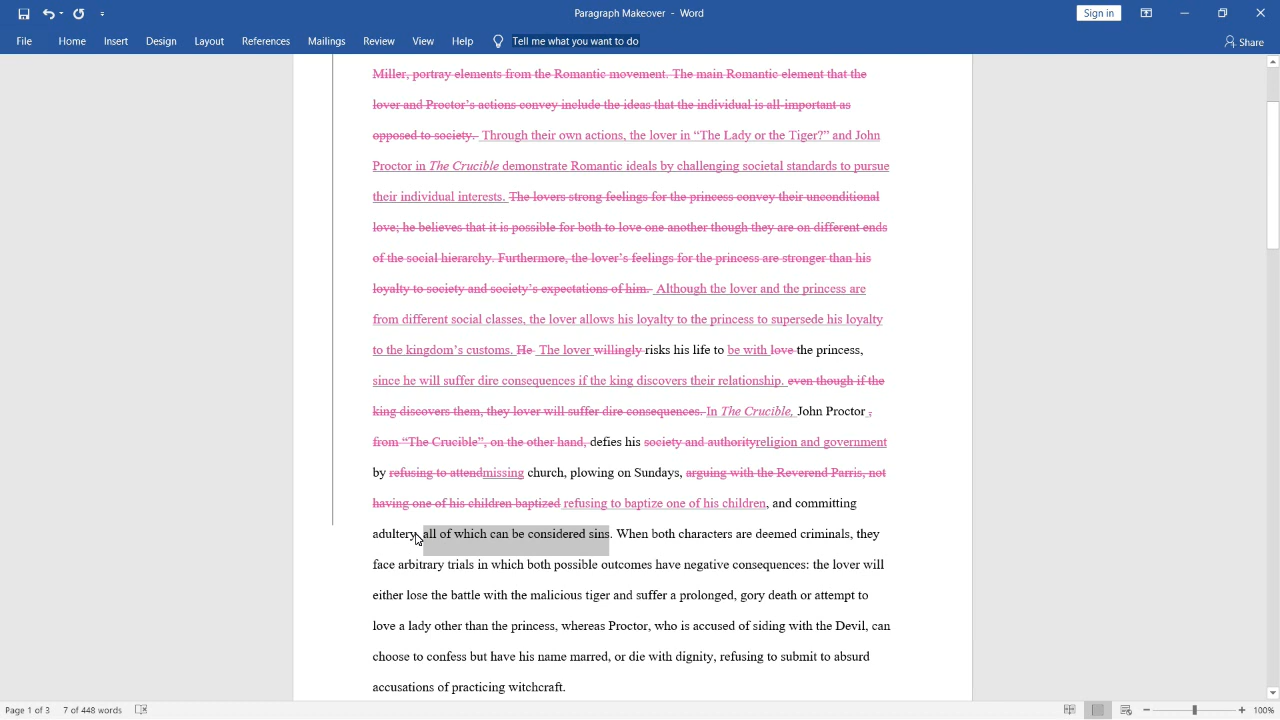 Paragraph Makeover - Word
Sign in
File Home Insert Design Layout References Mailings Review View Help Tell me what you want to do Share
Miller, portray elements from the Romantic movement. The main Romantic element that the
lover and Proctor's actions convey include the ideas that the individual is all-important as
opposed to society. Through their own actions, the lover in “The Lady or the Tiger?” and John
Proctor in The Crucible demonstrate Romantic ideals by challenging societal standards to pursue
their individual interests. The lovers strong feelings for the princess convey their unconditional
love; he believes that it is possible for both to love one another though they are on different ends
of the social hierarchy. Furthermore, the lover's feelings for the princess are stronger than his
loyalty to society and society's expectations of him. Although the lover and the princess are
from different social classes, the lover allows his loyalty to the princess to supersede his loyalty
to the kingdom's customs. He The lover willingly risks his life to be with love the princess,
since he will suffer dire consequences if the king discovers their relationship. even though if the
king discovers them, they lover will suffer dire consequences. In The Crucible, John Proctor ,
from “The Crucible”, on the other hand, defies his society and authorityreligion and government
by refusing to attendmissing church, plowing on Sundays, arguing with the Reverend Parris, not
having one of his children baptized refusing to baptize one of his children, and committing
adultery, all of which can be considered sins. When both characters are deemed criminals, they
face arbitrary trials in which both possible outcomes have negative consequences: the lover will
either lose the battle with the malicious tiger and suffer a prolonged, gory death or attempt to
love a lady other than the princess, whereas Proctor, who is accused of siding with the Devil, can
choose to confess but have his name marred, or die with dignity, refusing to submit to absurd
accusations of practicing witchcraft.
Page 1 of 3 7 of 448 words 100%